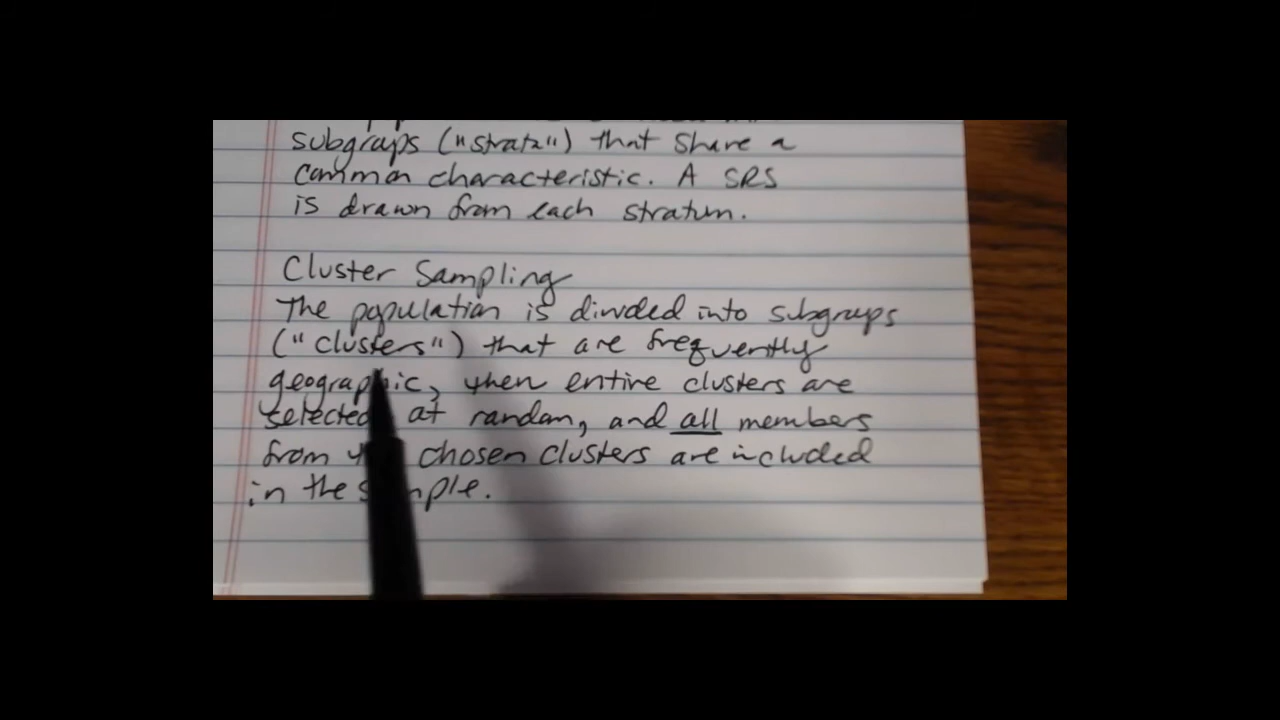 subgraps ("strata") that share a
common characteristic. A SRS
is drawn from each stratum.
Cluster Sampling
The population is divided into subgroups
("clusters") that are frequently
geographic, then entire clusters are
selected at random, and all members
from chosen clusters are included
in the sample.